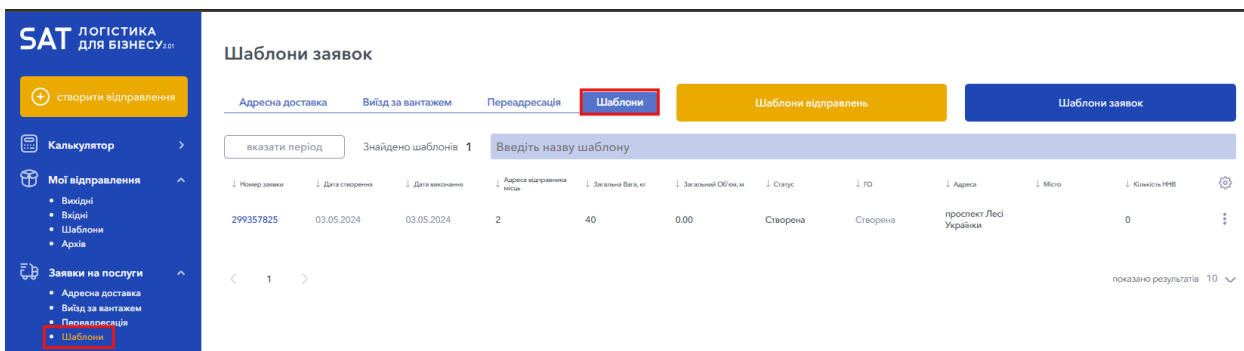 SAT ЛОГІСТИКА
ДЛЯ БІЗНЕСУ 2.01
створити відправлення
Калькулятор
Мої відправлення
Вихідні
Вхідні
Шаблони
Архів
Заявки на послуги
Адресна доставка
Виїзд за вантажем
Переадресація
Шаблони
Шаблони заявок
Адресна доставка Виїзд за вантажем Переадресація Шаблони Шаблони відправлень Шаблони заявок
вказати період Знайдено шаблонів 1 Введіть назву шаблону
↓ Номер заявки ↓ Дата створення ↓ Дата виконання ↓ Адреса відправника місць ↓ Загальна Вага, кг ↓ Загальний Об'єм, м ↓ Статус ↓ ГО ↓ Адреса ↓ Місто ↓ Кількість ННВ
299357825 03.05.2024 03.05.2024 2 40 0.00 Створена Створена проспект Лесі Українки 0
1
показано результатів 10